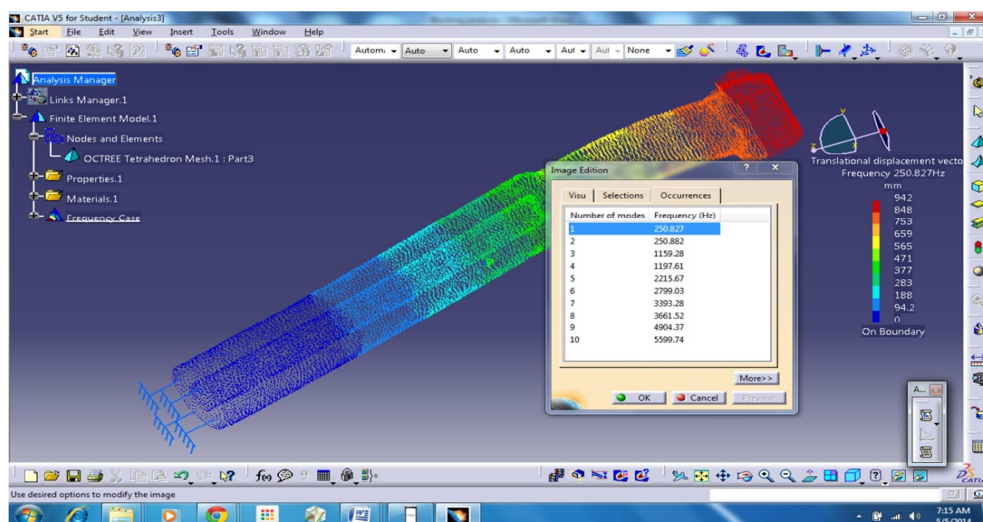 CATIA V5 for Student - [Analysis3]
Start File Edit View Insert Tools Window Help
Autom: Auto Auto Auto Aut Aut None
Analysis Manager
Links Manager.1
Finite Element Model.1
Nodes and Elements
OCTREE Tetrahedron Mesh.1 : Part3
Properties.1
Materials.1
Frequency Case
Image Edition
Visu Selections Occurrences
Number of modes Frequency (Hz)
1 250.827
2 250.882
3 1159.28
4 1197.61
5 2215.67
6 2799.03
7 3393.28
8 3661.52
9 4904.37
10 5599.74
More>>
OK Cancel Preview
Translational displacement vecto
Frequency 250.827Hz
mm
942
848
753
659
565
471
377
283
188
94.2
0
On Boundary
A...
Use desired options to modify the image
CATIA
7:15 AM
5/5/2014